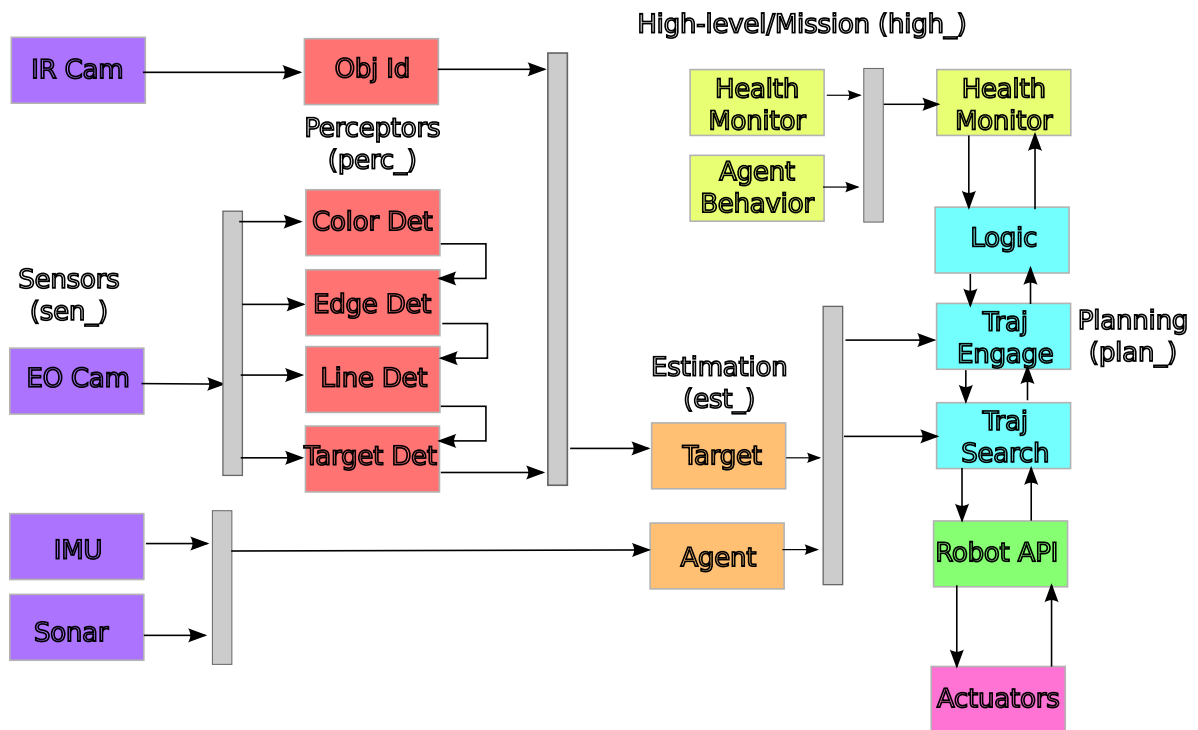 High-level/Mission (high_)
IR Cam
Obj Id
Health
Monitor
Health
Monitor
Perceptors
(perc_)
Agent
Behavior
Color Det
Logic
Sensors
(sen_)
Edge Det
Traj
Engage
Planning
(plan_)
EO Cam
Line Det
Estimation
(est_)
Traj
Search
Target Det
Target
IMU
Agent
Robot API
Sonar
Actuators